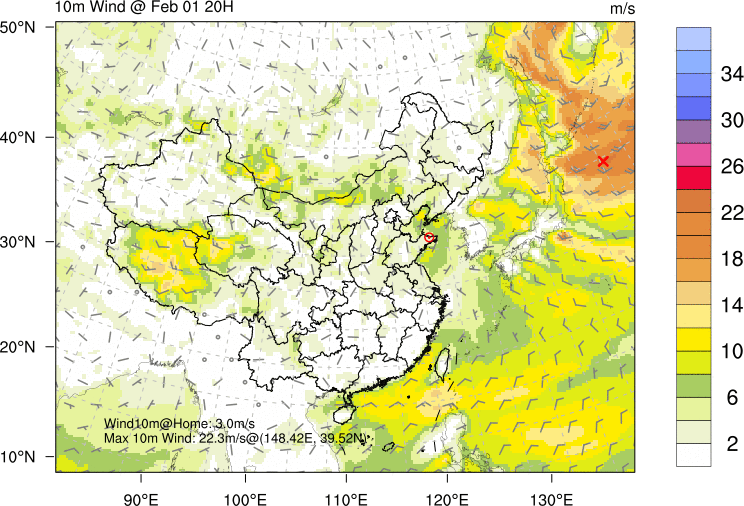 10m Wind @ Feb 01 20H
m/s
50°N
40°N
30°N
20°N
10°N
90°E
100°E
110°E
120°E
130°E
Wind10m@Home: 3.0m/s
Max 10m Wind: 22.3m/s@(148.42E, 39.52N)
34
30
26
22
18
14
10
6
2